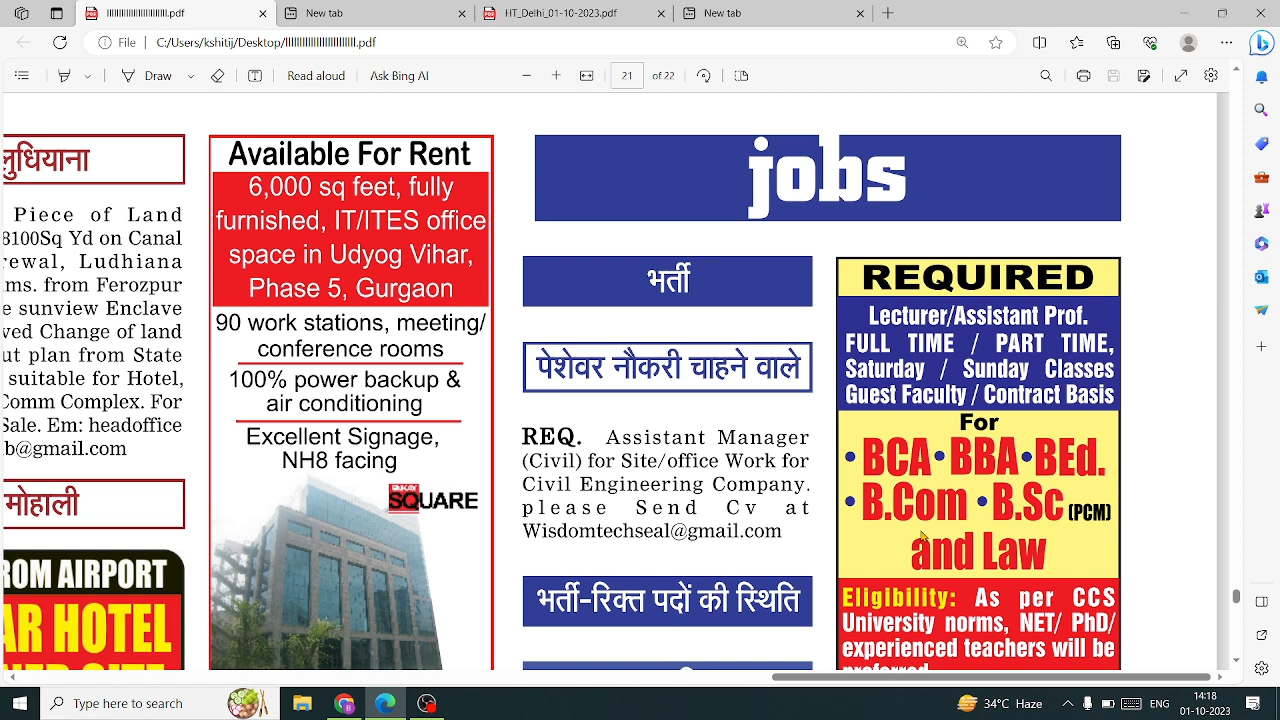 llllllllllllllllllllllll.pdf
New tab
HT_Delhi_01-10-2023.pdf
New tab
File
C:/Users/kshitij/Desktop/llllllllllllllllllllllll.pdf
Draw
Read aloud
Ask Bing AI
21
of 22
लुधियाना
Piece of Land
8100Sq Yd on Canal
rewal, Ludhiana
ms. from Ferozpur
e sunview Enclave
ved Change of land
ut plan from State
suitable for Hotel,
Comm Complex. For
Sale. Em: headoffice
b@gmail.com
मोहाली
ROM AIRPORT
AR HOTEL
Available For Rent
6,000 sq feet, fully
furnished, IT/ITES office
space in Udyog Vihar,
Phase 5, Gurgaon
90 work stations, meeting/
conference rooms
100% power backup &
air conditioning
Excellent Signage,
NH8 facing
SQUARE
jobs
भर्ती
पेशेवर नौकरी चाहने वाले
REQ. Assistant Manager
(Civil) for Site/office Work for
Civil Engineering Company.
please Send Cv at
Wisdomtechseal@gmail.com
भर्ती-रिक्त पदों की स्थिति
REQUIRED
Lecturer/Assistant Prof.
FULL TIME / PART TIME,
Saturday / Sunday Classes
Guest Faculty / Contract Basis
For
• BCA • BBA • BEd.
• B.Com • B.Sc (PCM)
and Law
Eligibility: As per CCS
University norms, NET/ PhD/
experienced teachers will be
preferred
Type here to search
34°C Haze
ENG
14:18
01-10-2023